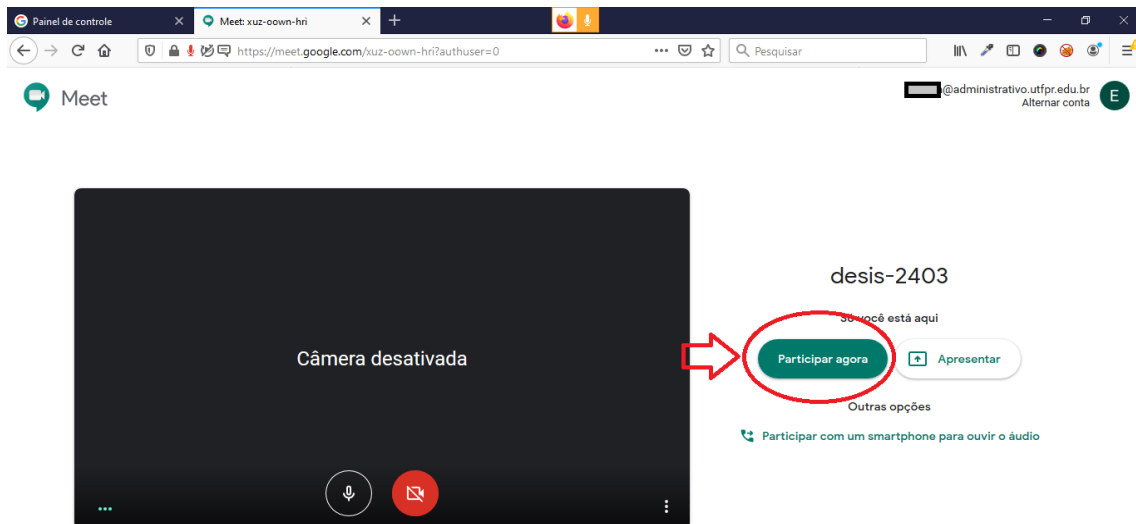 Painel de controle
Meet: xuz-oown-hri
https://meet.google.com/xuz-oown-hri?authuser=0
Pesquisar
Meet
@administrativo.utfpr.edu.br
Alternar conta
E
Câmera desativada
desis-2403
Só você está aqui
Participar agora
Apresentar
Outras opções
Participar com um smartphone para ouvir o áudio